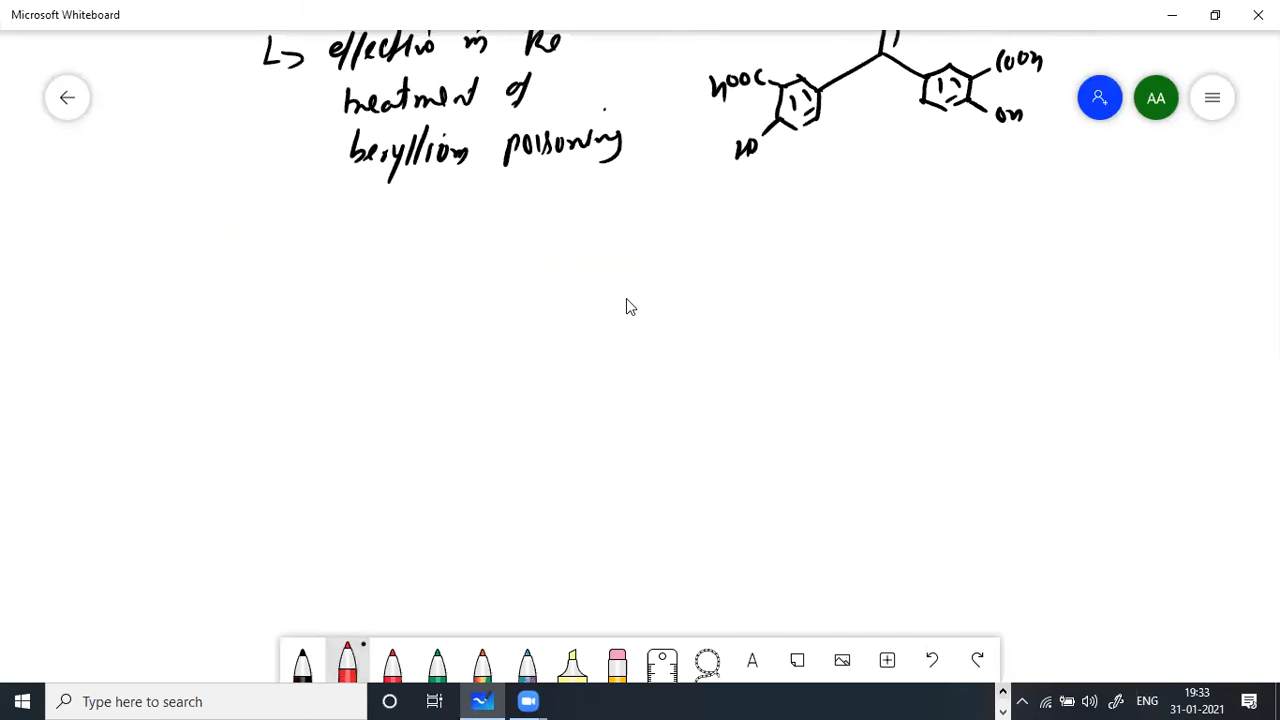 Microsoft Whiteboard
↳ effective in the
treatment of
beryllium poisoning
HOOC
HO
COOH
OH
AA
A
Type here to search
ENG
19:33
31-01-2021